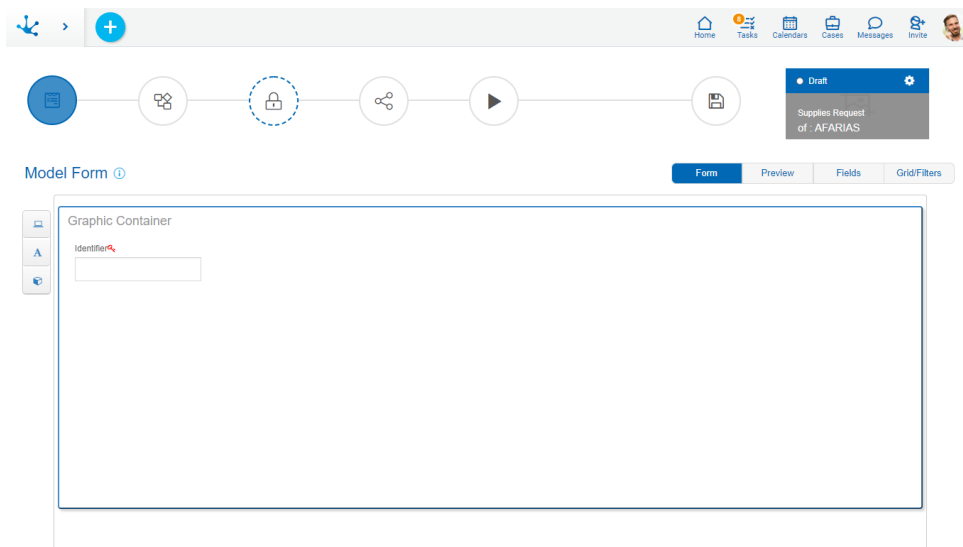 8
Home
Tasks
Calendars
Cases
Messages
Invite
Draft
Supplies Request
of : AFARIAS
Model Form
Form
Preview
Fields
Grid/Filters
Graphic Container
A
Identifier